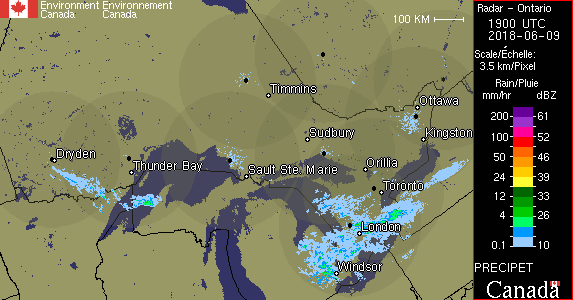 Environment Environnement
Canada Canada
100 KM
Timmins
Ottawa
Sudbury
Kingston
Dryden
Thunder Bay
Sault Ste. Marie
Orillia
Toronto
London
Windsor
Radar - Ontario
1900 UTC
2018-06-09
Scale/Échelle:
3.5 km/Pixel
Rain/Pluie
mm/hr dBZ
200 61
100 52
50 46
24 39
12 33
4 26
0.1 10
PRECIPET
Canada